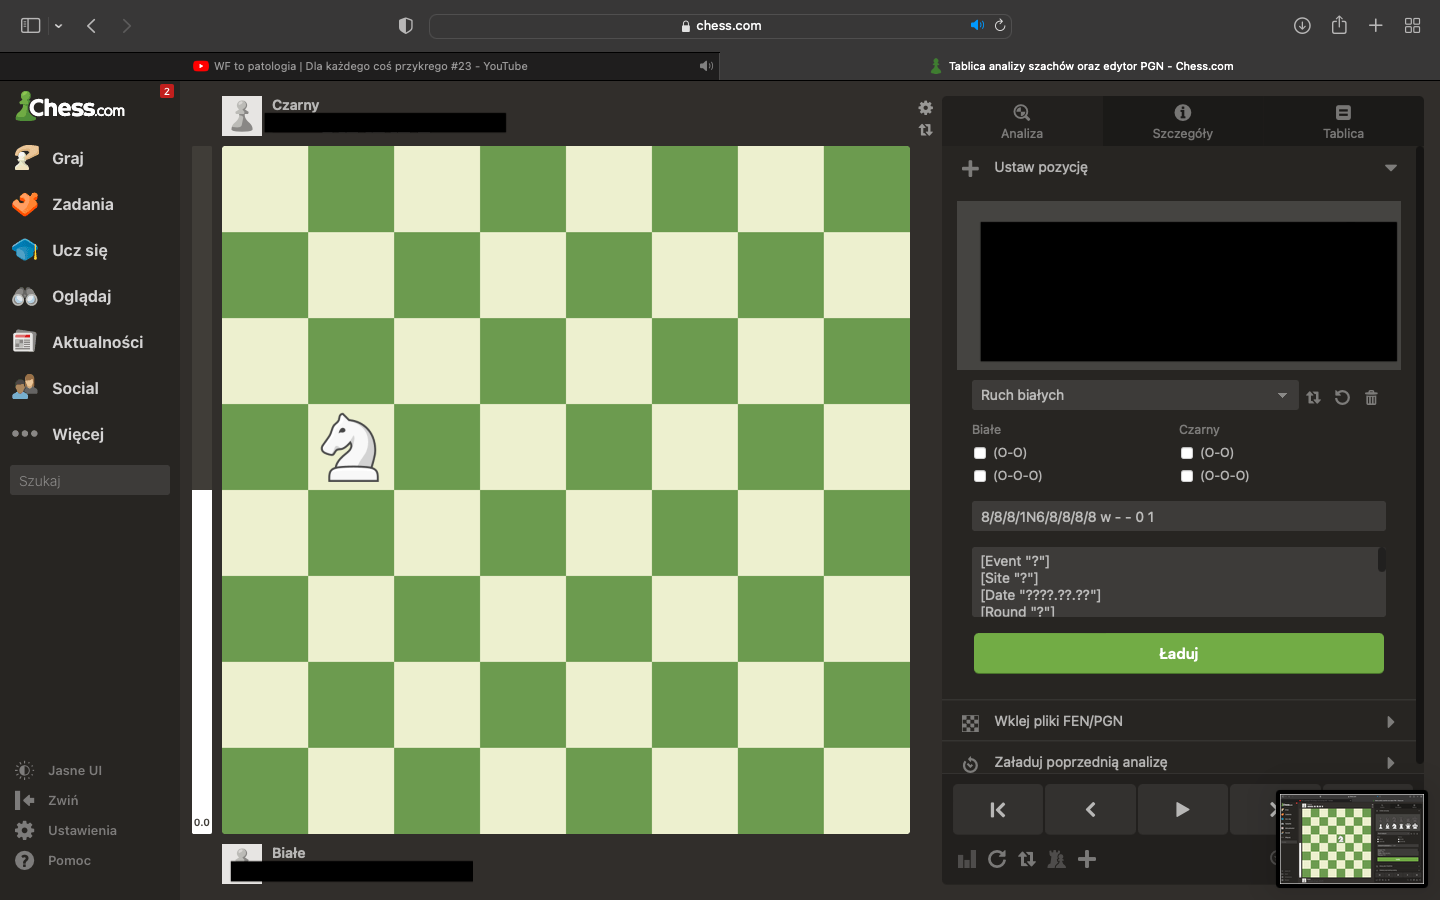 chess.com
WF to patologia | Dla każdego coś przykrego #23 - YouTube
Tablica analizy szachów oraz edytor PGN - Chess.com
Chess.com
2
Graj
Zadania
Ucz się
Oglądaj
Aktualności
Social
Więcej
Szukaj
Jasne UI
Zwiń
Ustawienia
Pomoc
Czarny
0.0
Białe
Analiza
Szczegóły
Tablica
Ustaw pozycję
Ruch białych
Białe
Czarny
(O-O)
(O-O)
(O-O-O)
(O-O-O)
8/8/8/1N6/8/8/8/8 w - - 0 1
[Event "?"]
[Site "?"]
[Date "????.??.??"]
[Round "?"]
Ładuj
Wklej pliki FEN/PGN
Załaduj poprzednią analizę